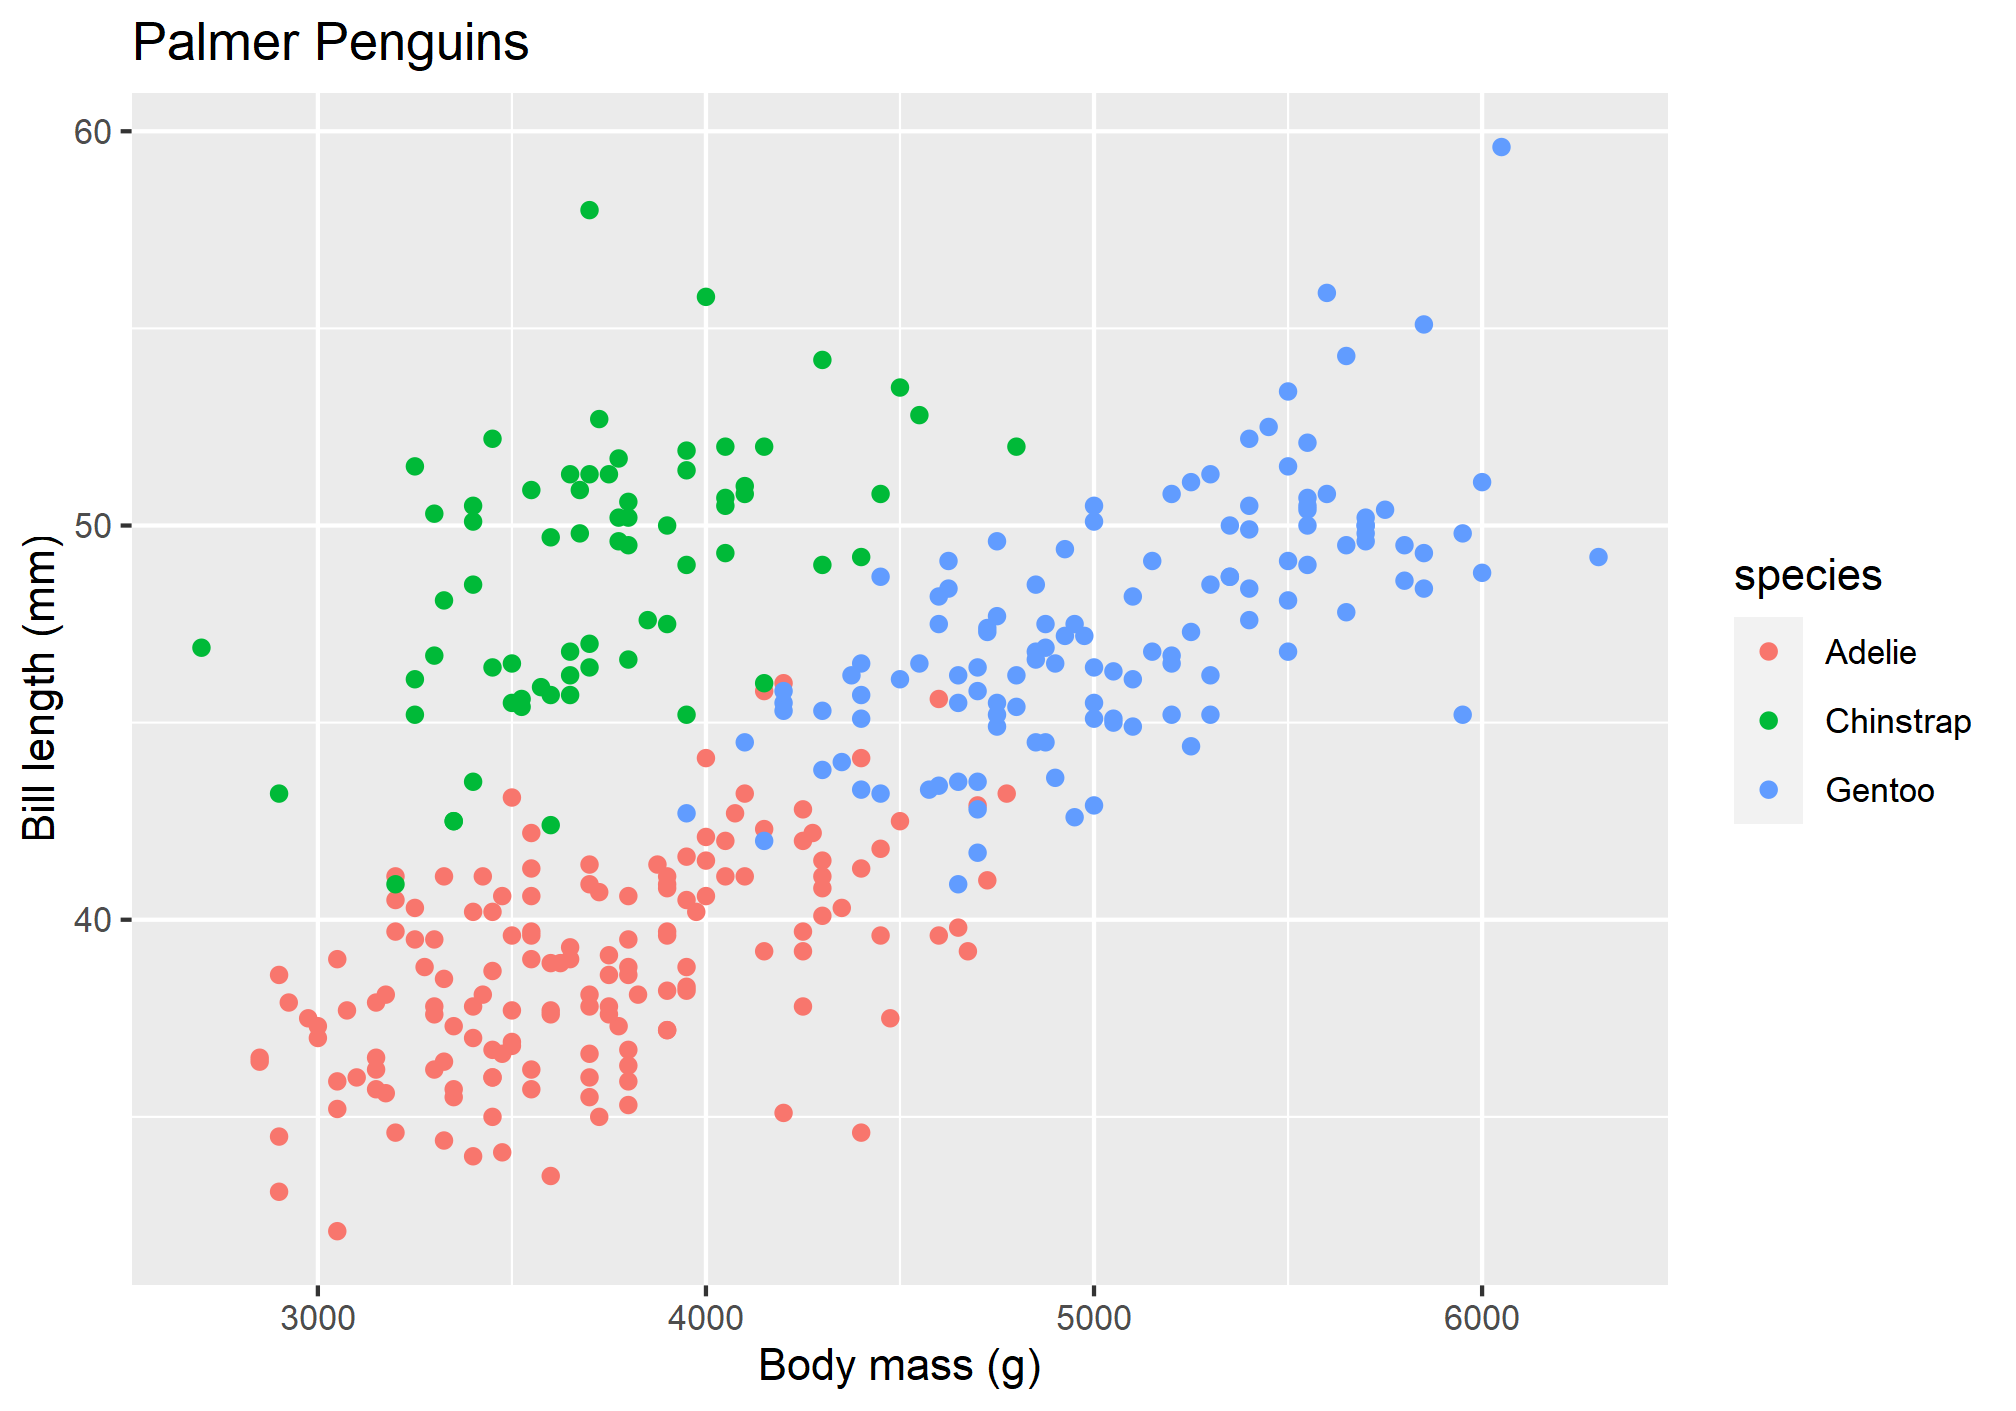 Palmer Penguins
60
50
40
Bill length (mm)
3000 4000 5000 6000
Body mass (g)
species
Adelie
Chinstrap
Gentoo